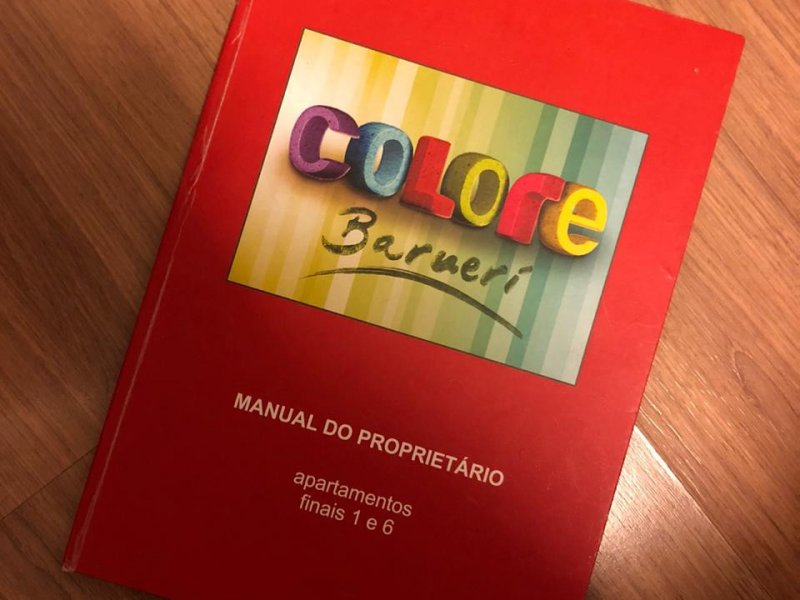 COLORe
Barueri
MANUAL DO PROPRIETÁRIO
apartamentos
finais 1 e 6